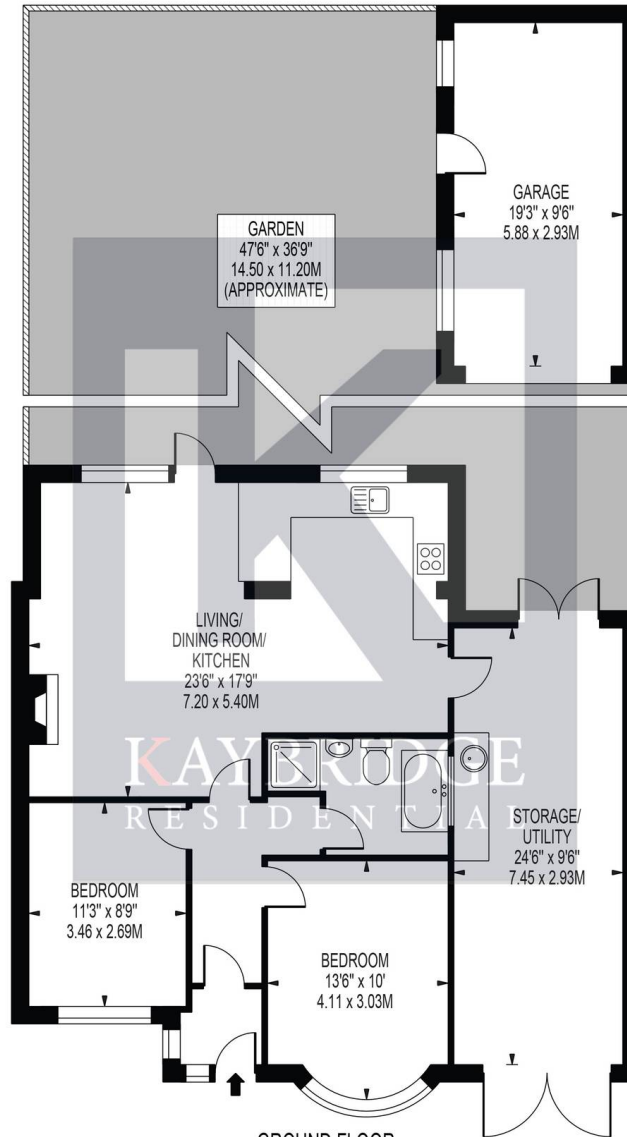 GARAGE
19'3" x 9'6"
5.88 x 2.93M
GARDEN
47'6" x 36'9"
14.50 x 11.20M
(APPROXIMATE)
LIVING/
DINING ROOM/
KITCHEN
23'6" x 17'9"
7.20 x 5.40M
KAYBRIDGE
RESIDENTIAL
STORAGE/
UTILITY
24'6" x 9'6"
7.45 x 2.93M
BEDROOM
11'3" x 8'9"
3.46 x 2.69M
BEDROOM
13'6" x 10'
4.11 x 3.03M
GROUND FLOOR